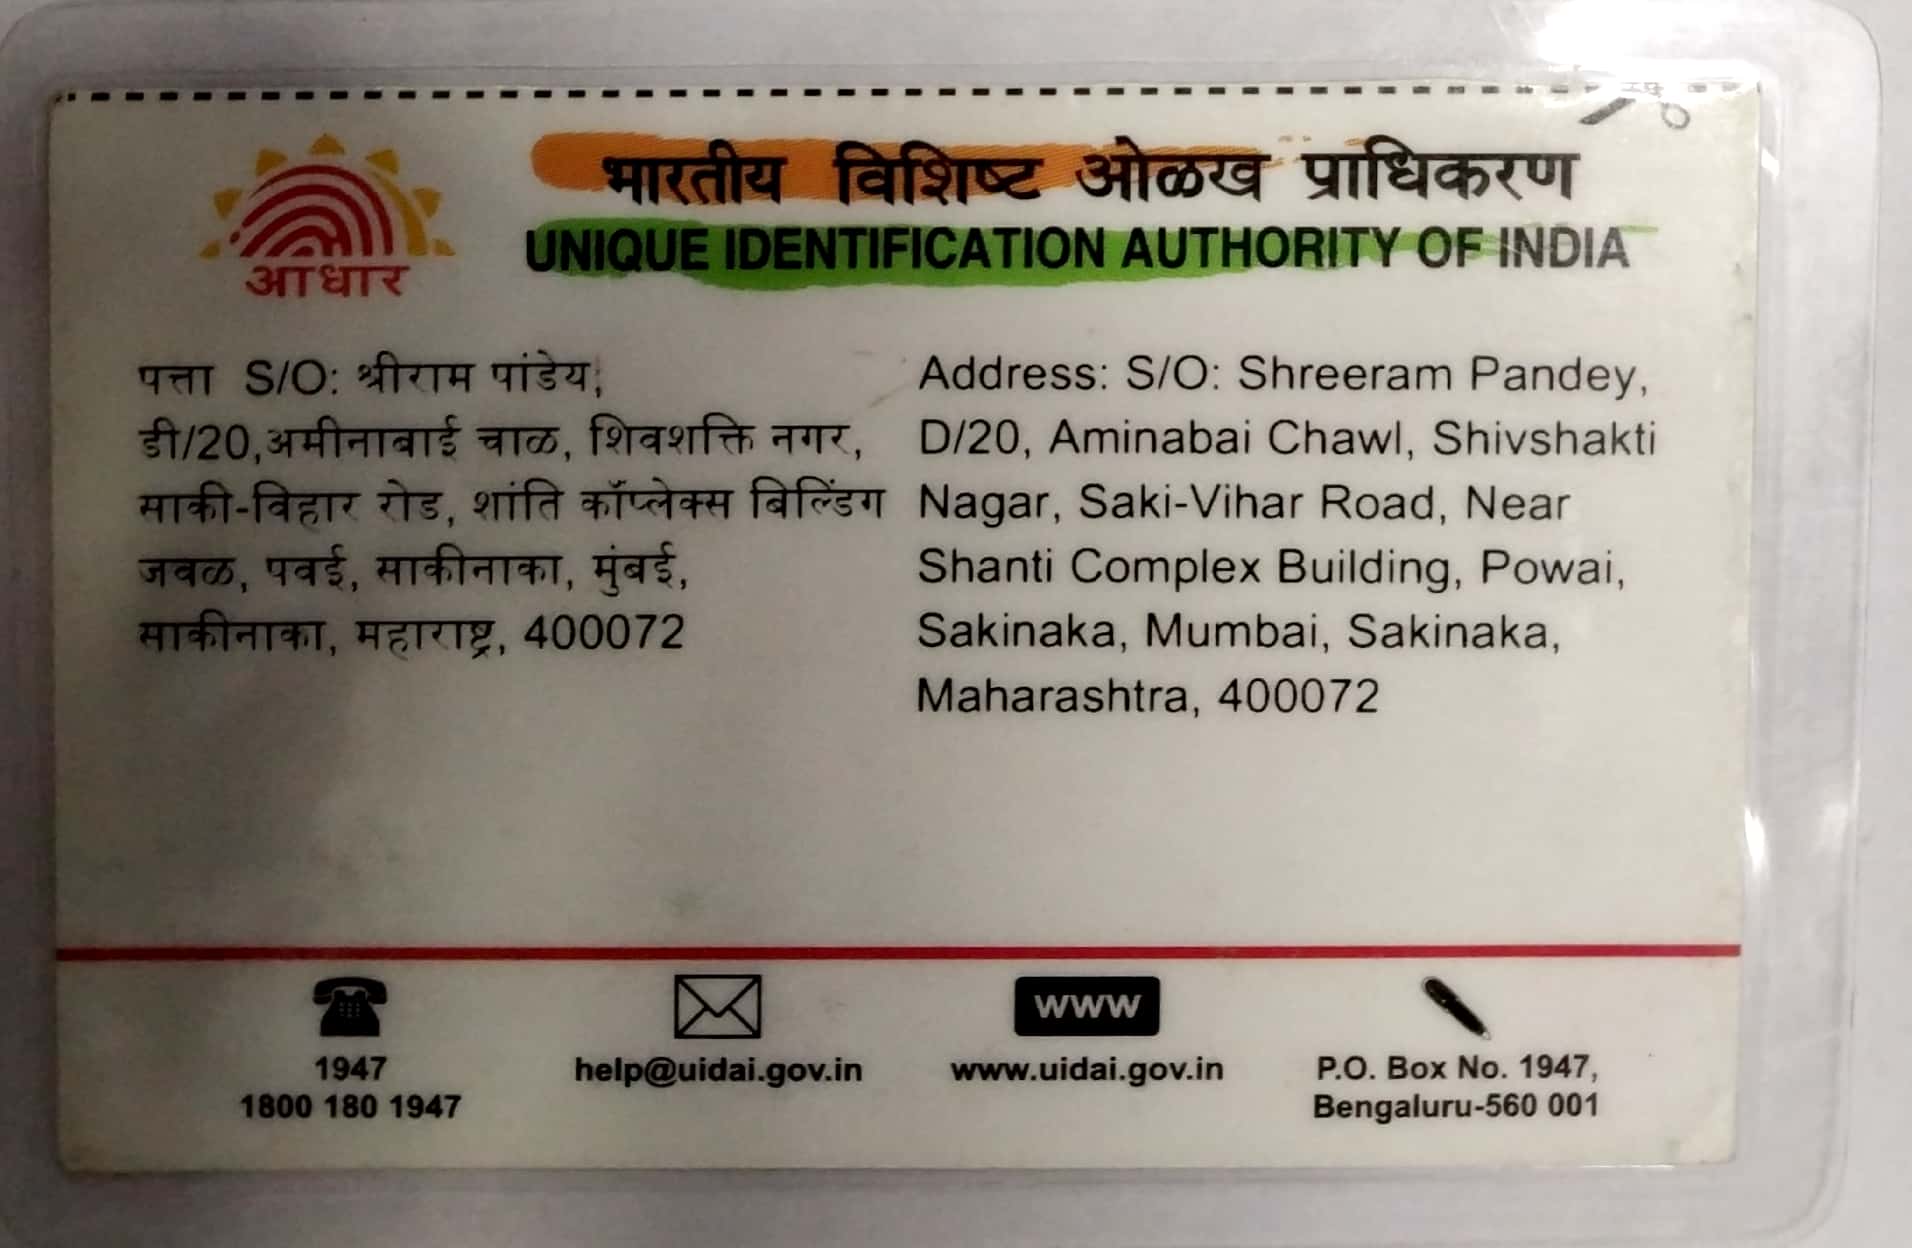 भारतीय विशिष्ट ओळख प्राधिकरण
UNIQUE IDENTIFICATION AUTHORITY OF INDIA
आधार
पत्ता S/O: श्रीराम पांडेय,
डी/20,अमीनाबाई चाळ, शिवशक्ति नगर,
साकी-विहार रोड, शांति कॉप्लेक्स बिल्डिंग
जवळ, पवई, साकीनाका, मुंबई,
साकीनाका, महाराष्ट्र, 400072
Address: S/O: Shreeram Pandey,
D/20, Aminabai Chawl, Shivshakti
Nagar, Saki-Vihar Road, Near
Shanti Complex Building, Powai,
Sakinaka, Mumbai, Sakinaka,
Maharashtra, 400072
1947
1800 180 1947
help@uidai.gov.in
www
www.uidai.gov.in
P.O. Box No. 1947,
Bengaluru-560 001